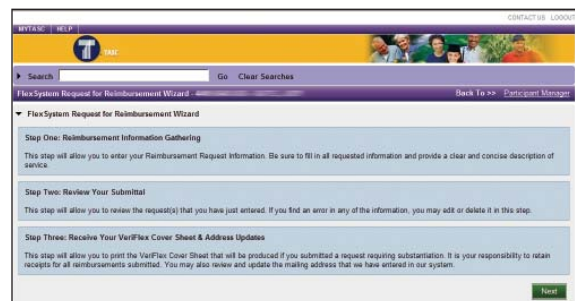 CONTACT US LOGOUT
MYTASC HELP
T TASC
Search Go Clear Searches
FlexSystem Request for Reimbursement Wizard - Back To >> Participant Manager
FlexSystem Request for Reimbursement Wizard
Step One: Reimbursement Information Gathering
This step will allow you to enter your Reimbursement Request Information. Be sure to fill in all requested information and provide a clear and concise description of
service.
Step Two: Review Your Submittal
This step will allow you to review the request(s) that you have just entered. If you find an error in any of the information, you may edit or delete it in this step.
Step Three: Receive Your VeriFlex Cover Sheet & Address Updates
This step will allow you to print the VeriFlex Cover Sheet that will be produced if you submitted a request requiring substantiation. It is your responsibility to retain
receipts for all reimbursements submitted. You may also review and update the mailing address that we have entered in our system.
Next